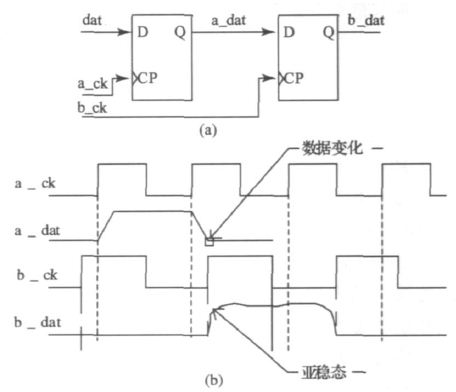 dat
D Q
a_dat
D Q
b_dat
a_ck
CP
b_ck
CP
(a)
数据变化
a _ ck
a _ dat
b _ ck
b _ dat
亚稳态
(b)